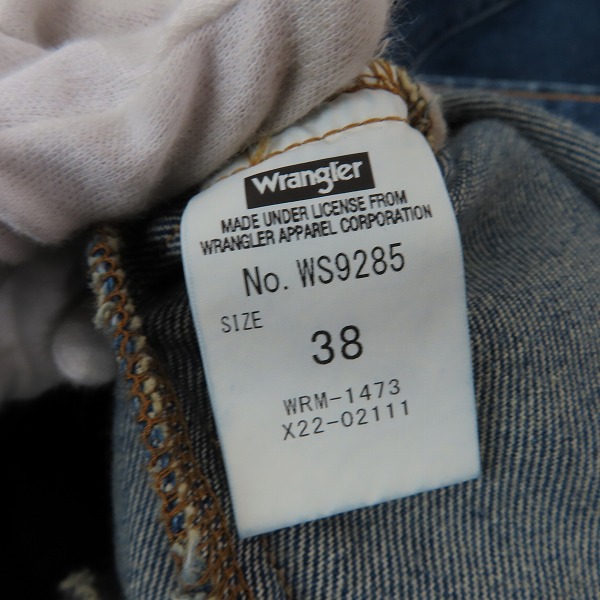 Wrangler
MADE UNDER LICENSE FROM
WRANGLER APPAREL CORPORATION
No. WS9285
SIZE
38
WRM-1473
X22-02111